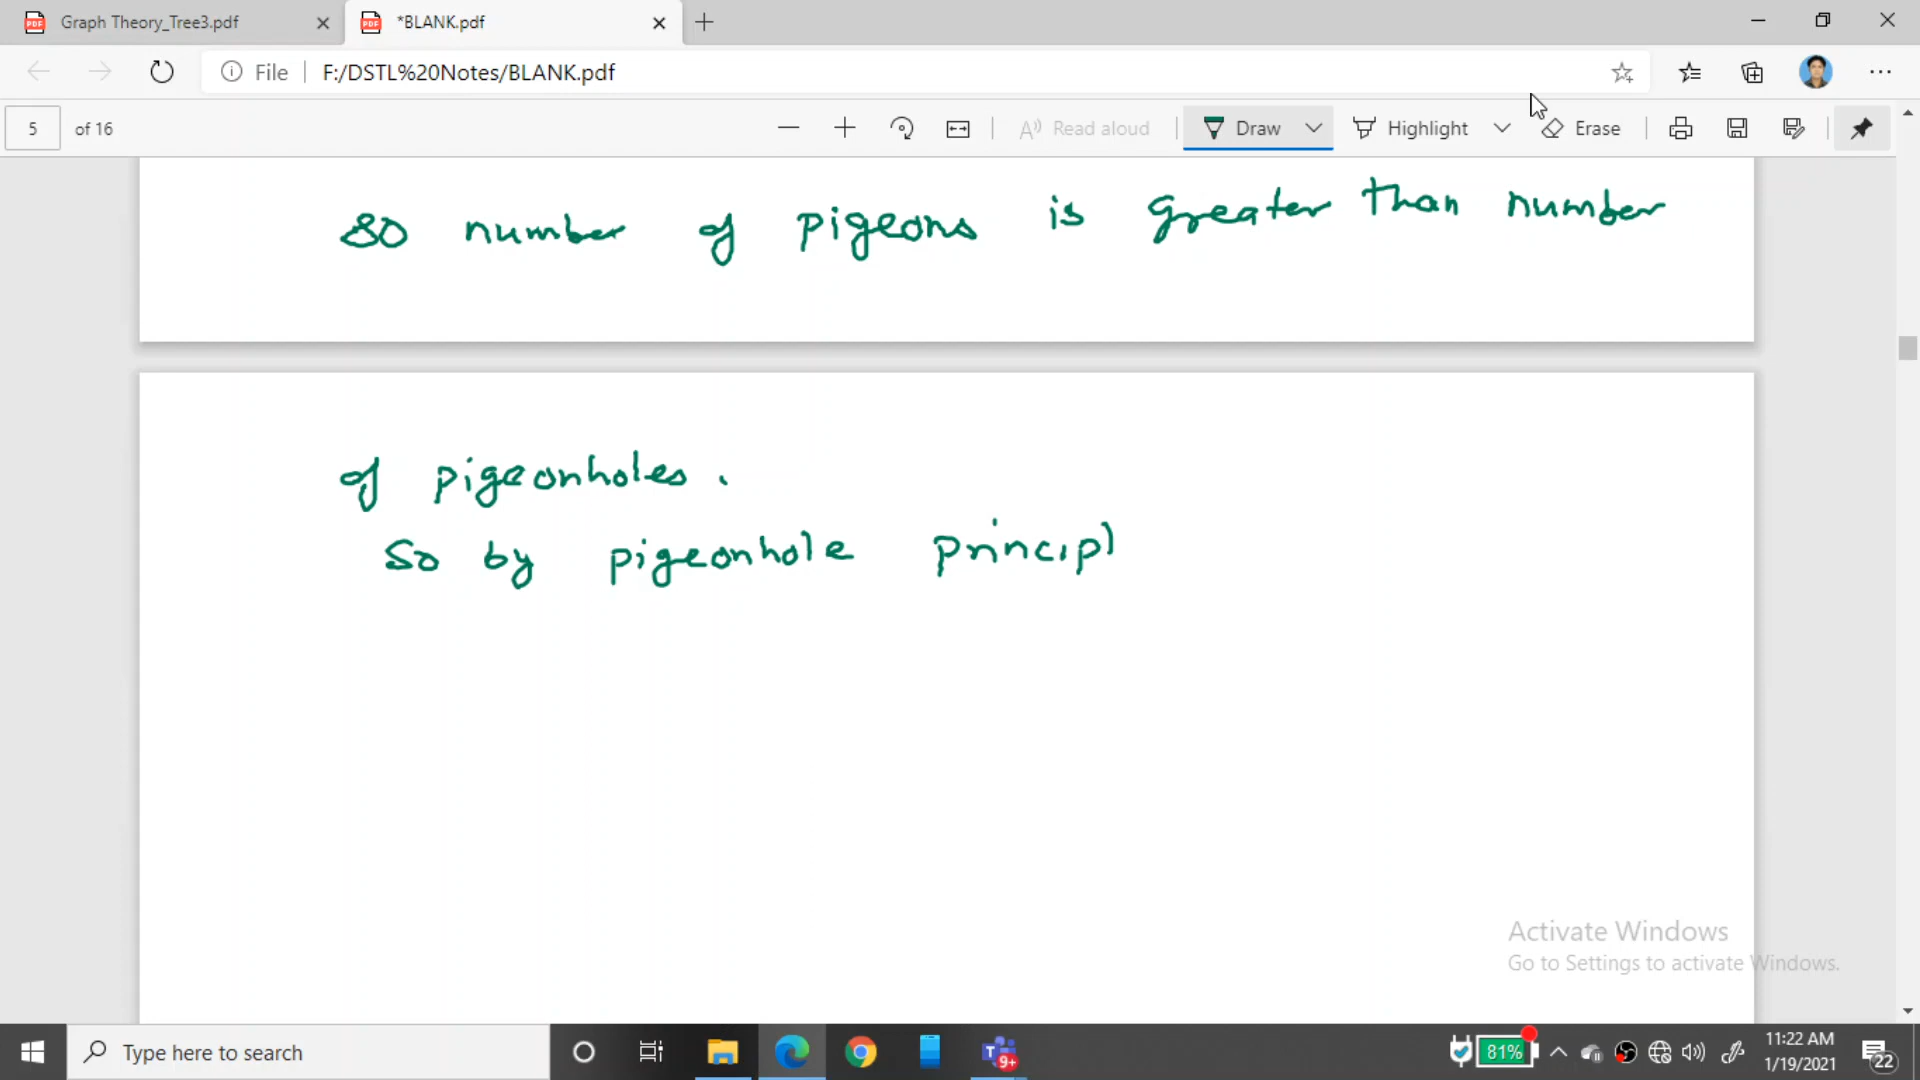 Graph Theory_Tree3.pdf
*BLANK.pdf
File
F:/DSTL%20Notes/BLANK.pdf
5 of 16
Read aloud
Draw
Highlight
Erase
So number of pigeons is greater than number
of pigeonholes.
So by pigeonhole principl
Activate Windows
Go to Settings to activate Windows.
Type here to search
9+
81%
11:22 AM
1/19/2021
22